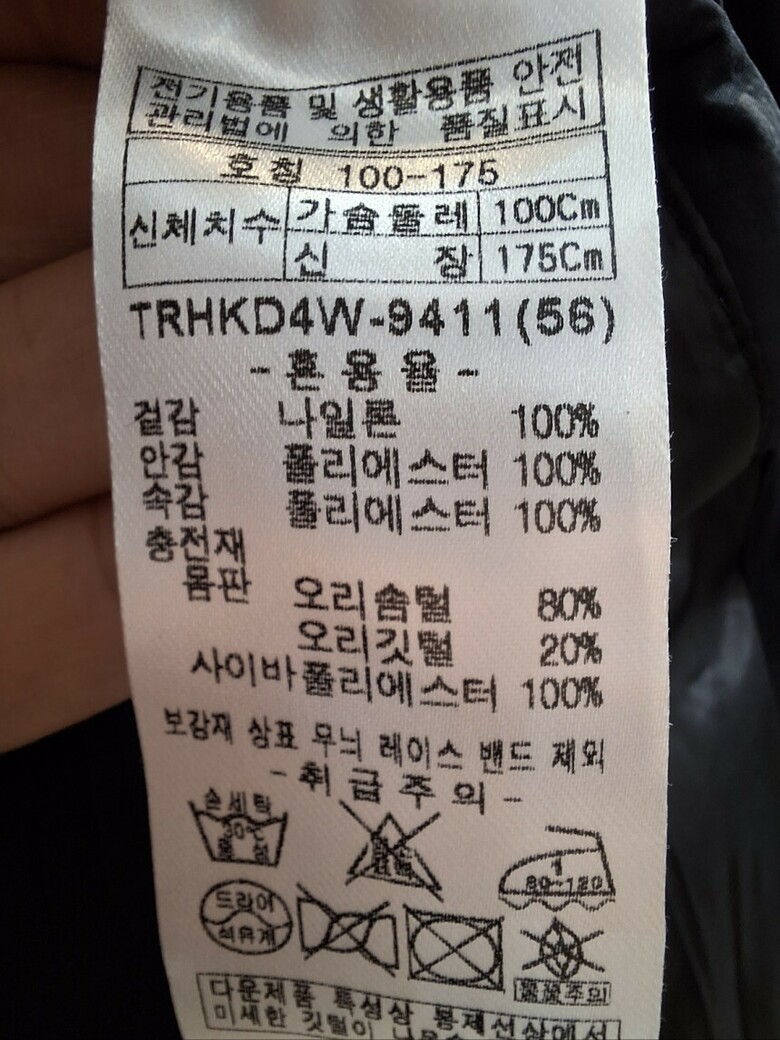 전기용품 및 생활용품 안전
관리법에 의한 품질표시
호칭 100-175
신체치수 가슴둘레 100Cm
신장 175Cm
TRHKD4W-9411(56)
-혼용율-
겉감 나일론 100%
안감 폴리에스터 100%
속감 폴리에스터 100%
충전재
몸판 오리솜털 80%
오리깃털 20%
사이바폴리에스터 100%
보강재 상표 무늬 레이스 밴드 제외
-취급주의-
손세탁
30℃
중성
1
80-120
드라이
석유계
다운제품 특성상 봉제선상에서
미세한 깃털이